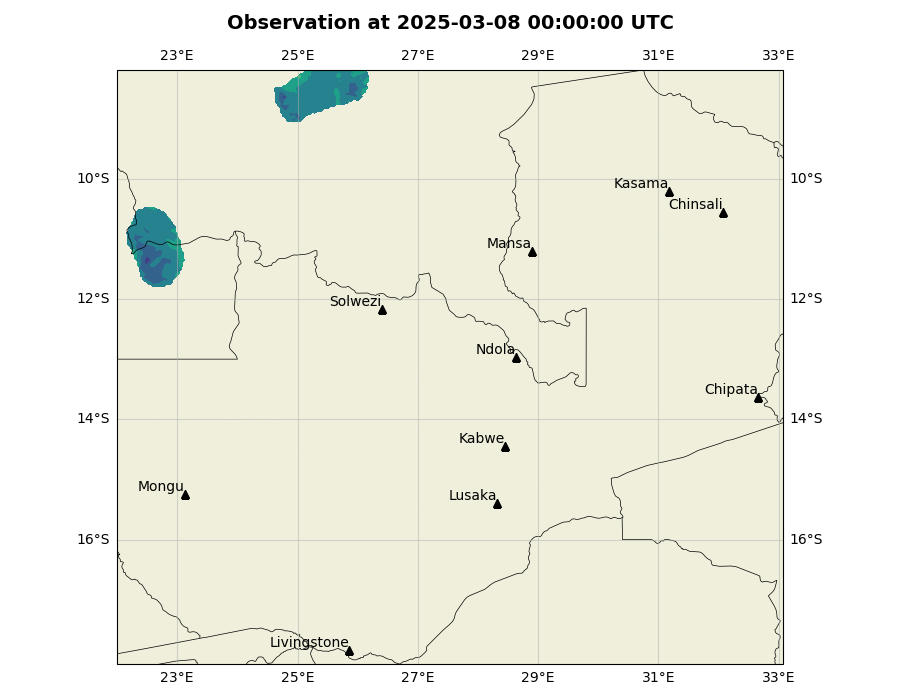 Observation at 2025-03-08 00:00:00 UTC
23°E 25°E 27°E 29°E 31°E 33°E
10°S 10°S
Kasama
Chinsali
Mansa
12°S 12°S
Solwezi
Ndola
Chipata
14°S 14°S
Kabwe
Mongu
Lusaka
16°S 16°S
Livingstone
23°E 25°E 27°E 29°E 31°E 33°E